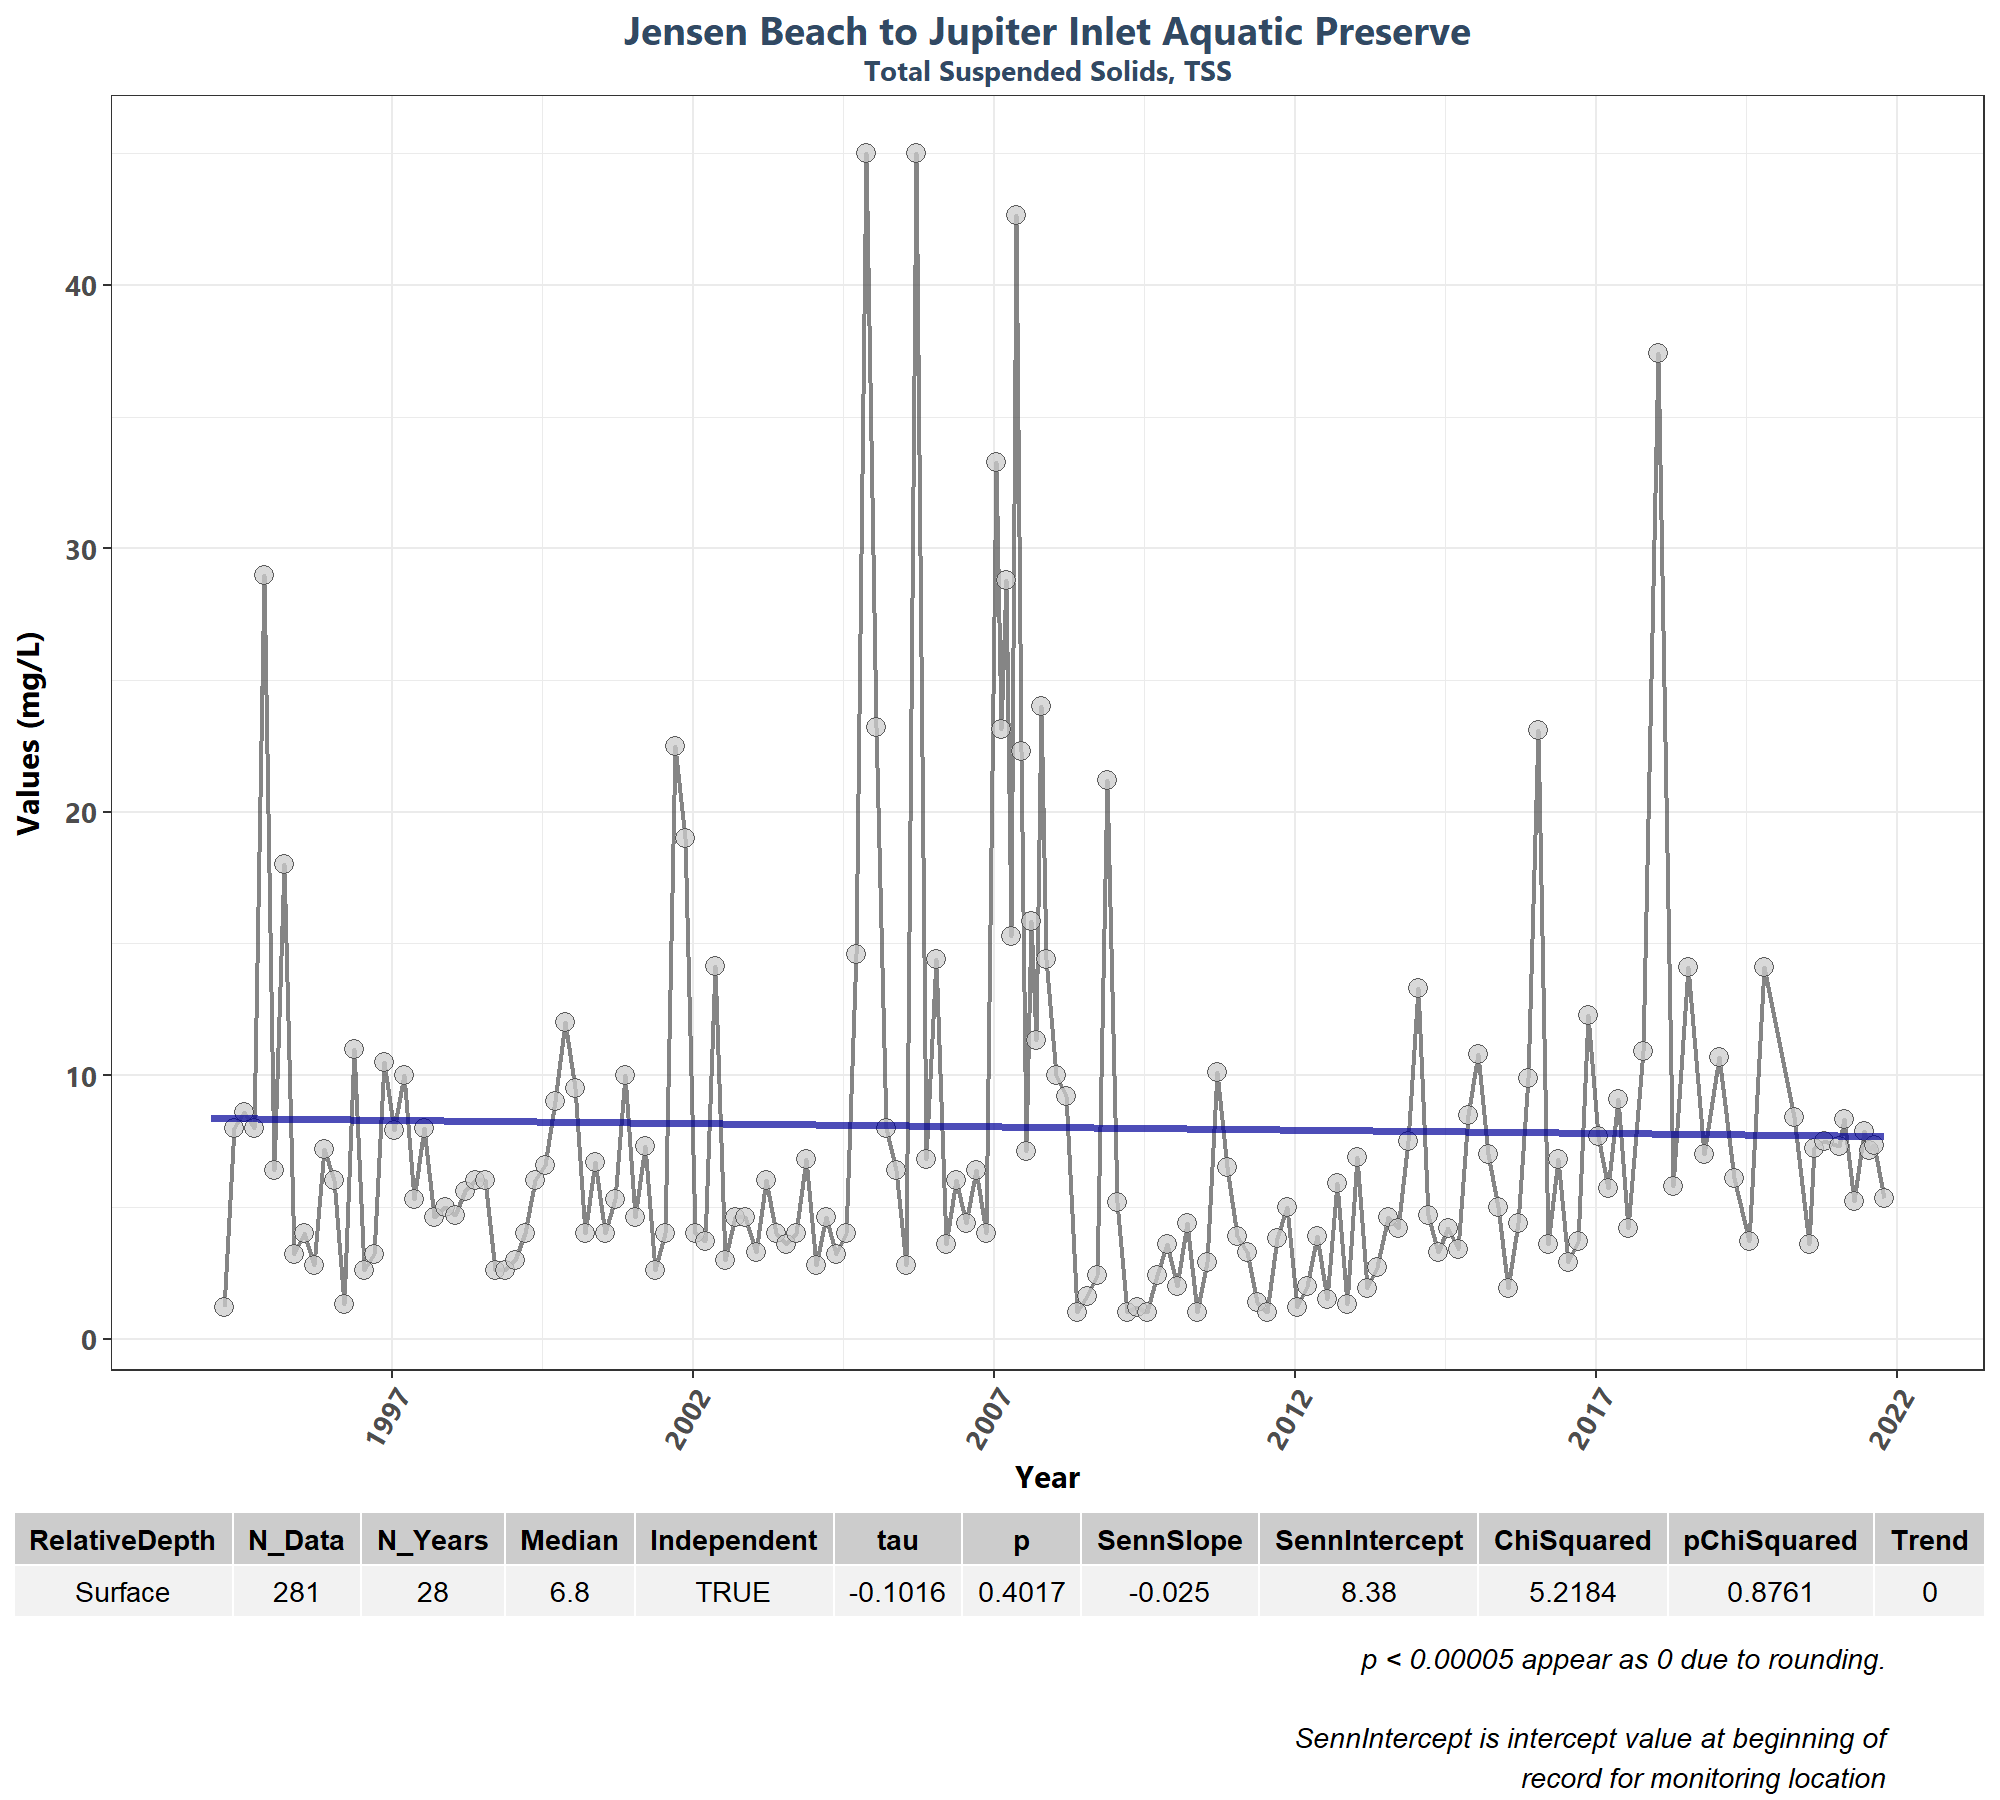 Jensen Beach to Jupiter Inlet Aquatic Preserve
Total Suspended Solids, TSS
Values (mg/L)
40
30
20
10
0
1997 2002 2007 2012 2017 2022
Year
RelativeDepth N_Data N_Years Median Independent tau p SennSlope SennIntercept ChiSquared pChiSquared Trend
Surface 281 28 6.8 TRUE -0.1016 0.4017 -0.025 8.38 5.2184 0.8761 0
p < 0.00005 appear as 0 due to rounding.
SennIntercept is intercept value at beginning of
record for monitoring location